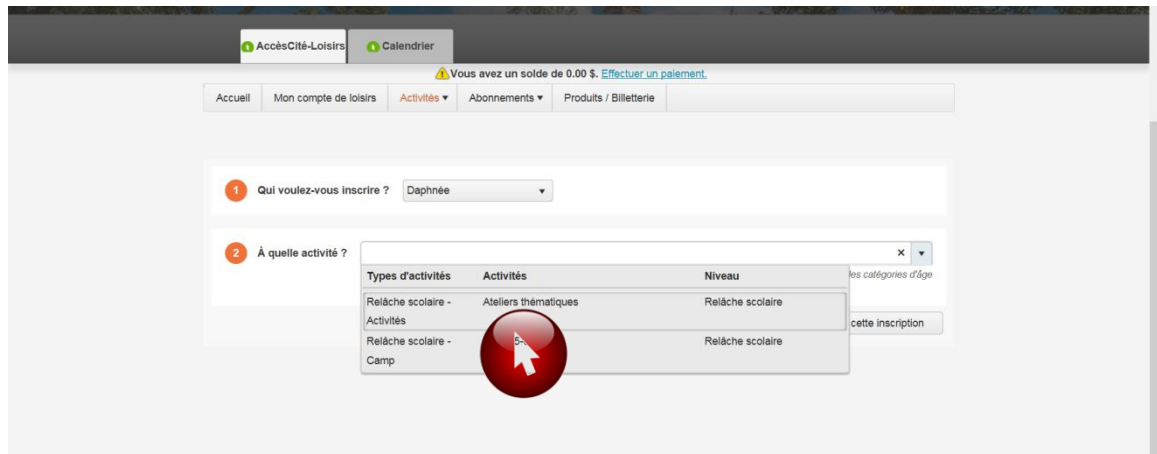 AccèsCité-Loisirs Calendrier
Vous avez un solde de 0.00 $. Effectuer un paiement.
Accueil Mon compte de loisirs Activités Abonnements Produits / Billetterie
1 Qui voulez-vous inscrire ? Daphnée
2 À quelle activité ?
Types d'activités Activités Niveau
catégories d'âge
Relâche scolaire - Ateliers thématiques Relâche scolaire
Activités
cette inscription
Relâche scolaire - Relâche scolaire
Camp